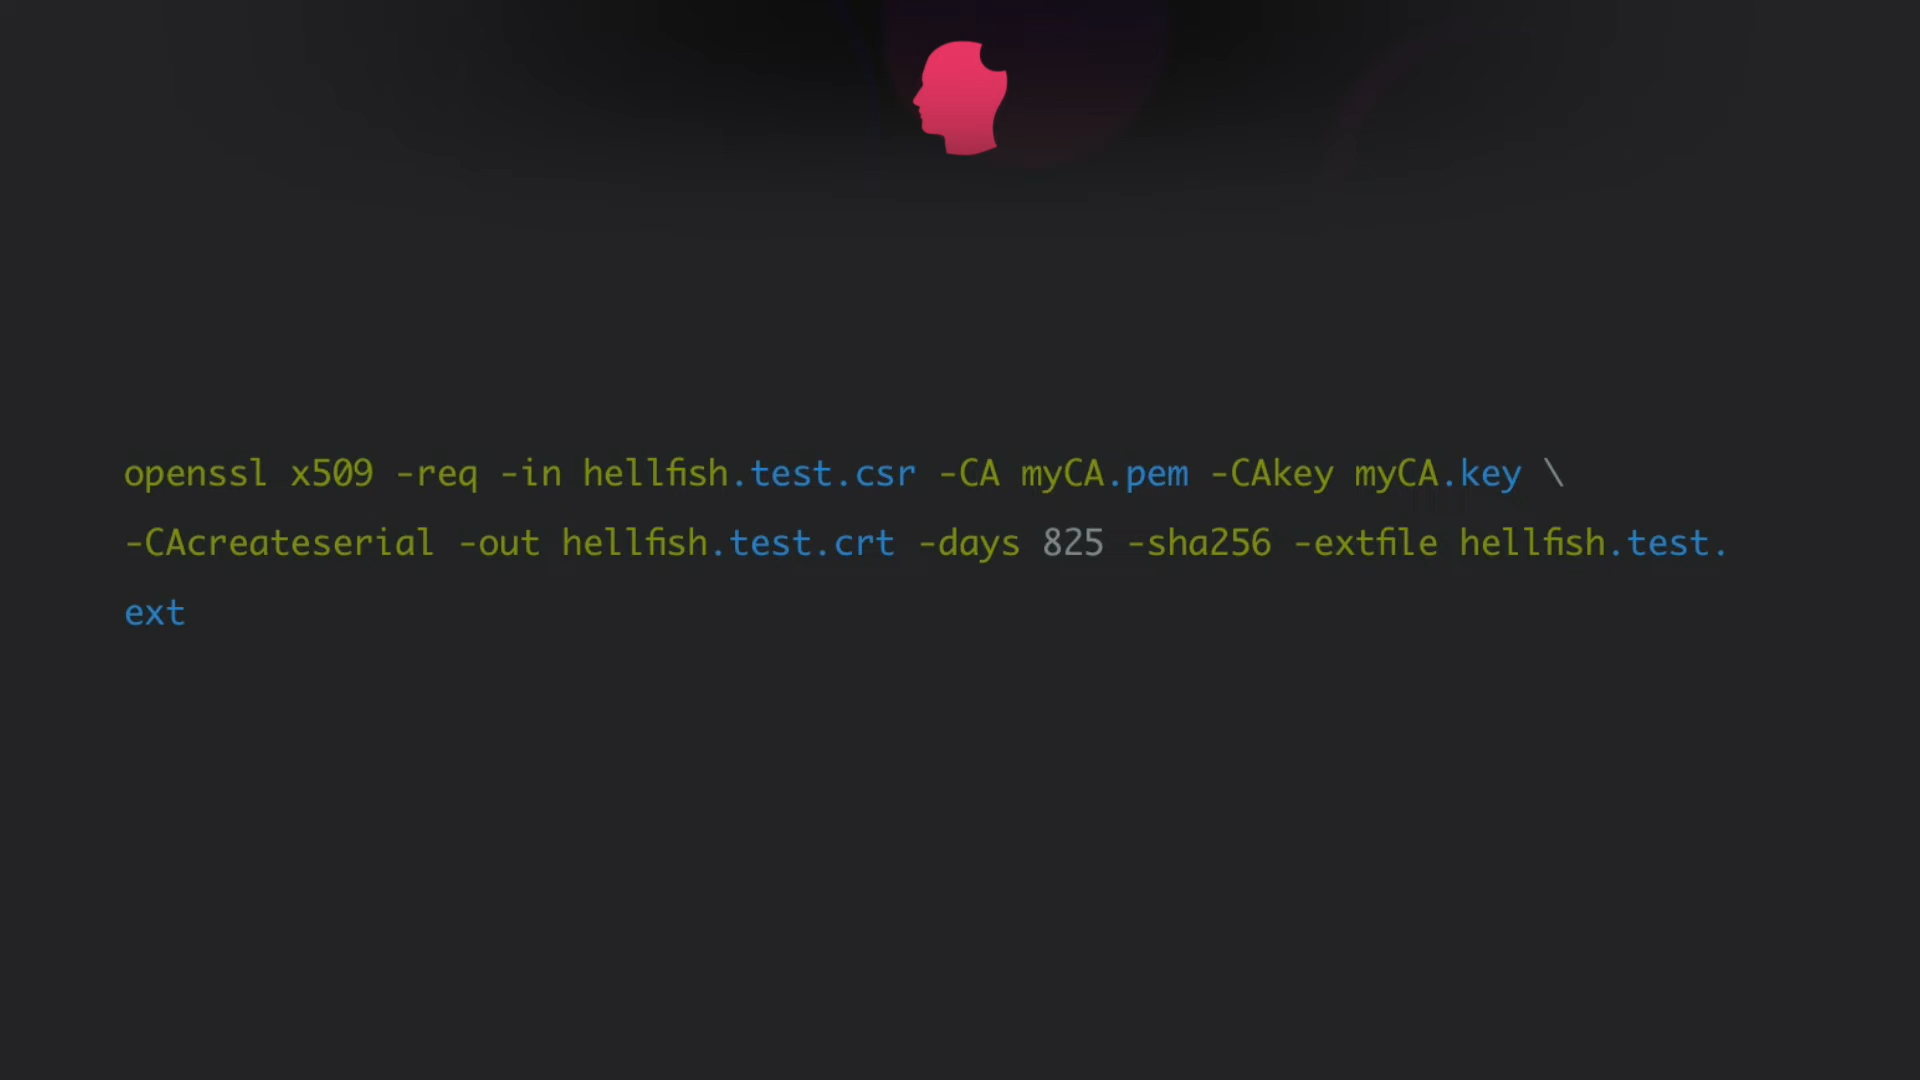 openssl x509 -req -in hellfish.test.csr -CA myCA.pem -CAkey myCA.key \
-CAcreateserial -out hellfish.test.crt -days 825 -sha256 -extfile hellfish.test.
ext